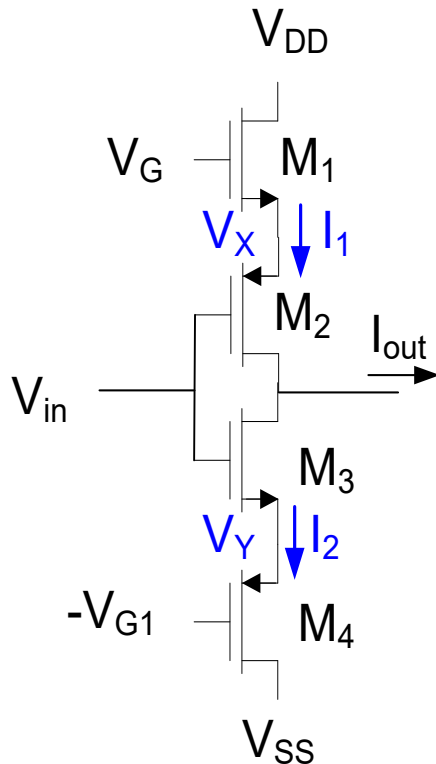 V_DD
V_G
M_1
V_X
I_1
M_2
I_out
V_in
M_3
V_Y
I_2
-V_G1
M_4
V_SS